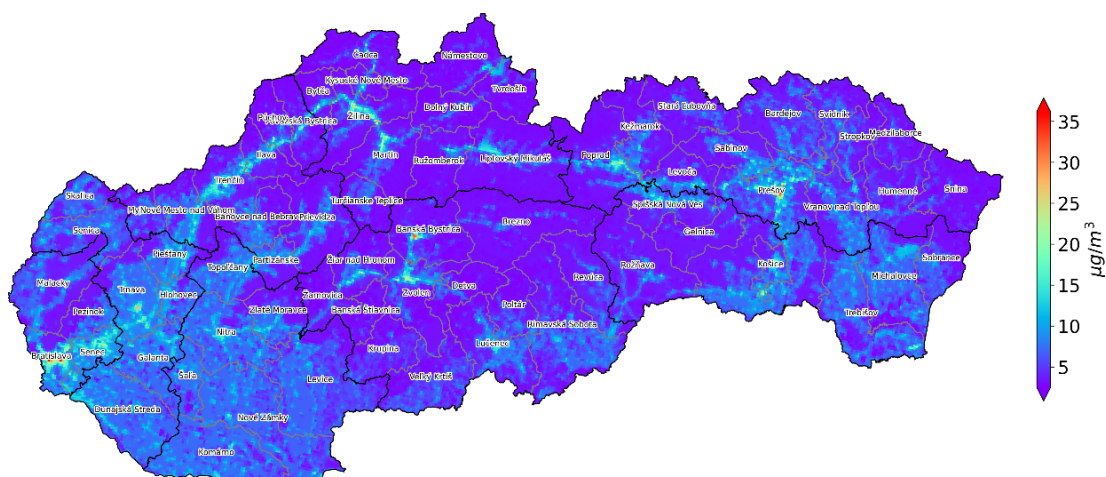 Čadca
Námestovo
Kysucké Nové Mesto
Tvrdošín
Bytča
Dolný Kubín
Stará Ľubovňa
Bardejov
Svidník
Považská Bystrica
Žilina
Kežmarok
Stropkov
Medzilaborce
Ilava
Martin
Ružomberok
Liptovský Mikuláš
Poprad
Sabinov
Levoča
Trenčín
Prešov
Humenné
Snina
Skalica
Turčianske Teplice
Spišská Nová Ves
Vranov nad Topľou
Nové Mesto nad Váhom
Bánovce nad Bebravou
Prievidza
Brezno
Senica
Banská Bystrica
Gelnica
Piešťany
Partizánske
Žiar nad Hronom
Košice
Sobrance
Topoľčany
Rožňava
Michalovce
Malacky
Trnava
Hlohovec
Zvolen
Detva
Revúca
Žarnovica
Pezinok
Zlaté Moravce
Banská Štiavnica
Poltár
Trebišov
Nitra
Rimavská Sobota
Bratislava
Senec
Galanta
Krupina
Lučenec
Šaľa
Levice
Veľký Krtíš
Dunajská Streda
Nové Zámky
Komárno
35
30
25
20
15
10
5
μg/m³